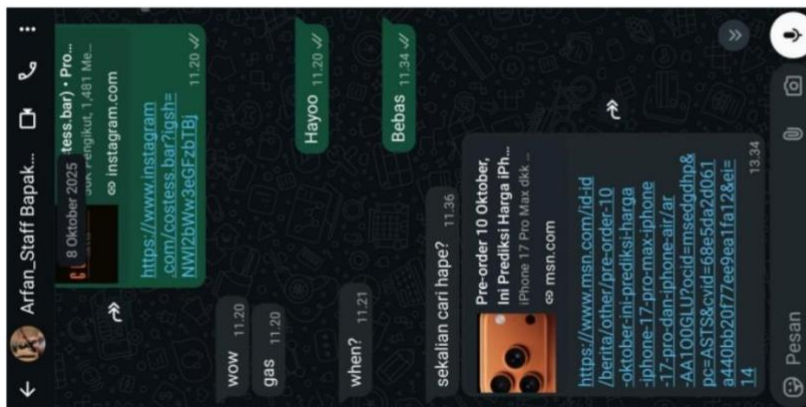 Arfan_Staff Bapak...
8 Oktober 2025
tess.bar) • Pro...
Pengikut, 1,481 Me...
instagram.com
https://www.instagram
.com/costess.bar?igsh=
NWl2bWw3eGFzbTBj
11.20
wow
11.20
gas
11.20
Hayoo
11.20
when?
11.21
Bebas
11.34
sekalian cari hape?
11.36
Pre-order 10 Oktober,
Ini Prediksi Harga iPh...
iPhone 17 Pro Max dkk ...
msn.com
https://www.msn.com/id-id
/berita/other/pre-order-10
-oktober-ini-prediksi-harga
-iphone-17-pro-max-iphone
-17-pro-dan-iphone-air/ar
-AA1O0GLU?ocid=msedgdhp&
pc=ASTS&cvid=68e5da2d061
a440bb20f77ee9ea1fa12&ei=
14
13.34
Pesan